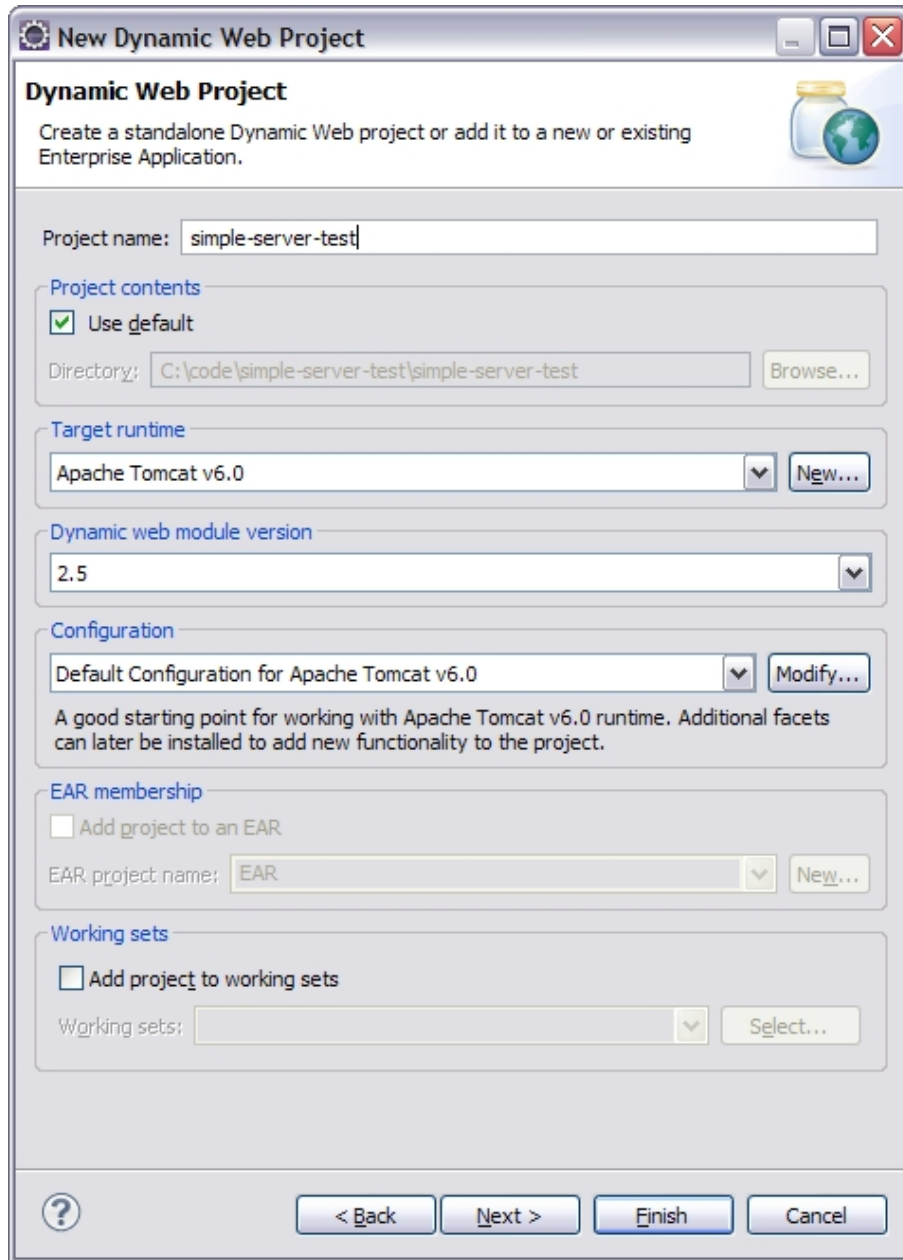 New Dynamic Web Project
Dynamic Web Project
Create a standalone Dynamic Web project or add it to a new or existing
Enterprise Application.
Project name: simple-server-test
Project contents
Use default
Directory: C:\code\simple-server-test\simple-server-test Browse...
Target runtime
Apache Tomcat v6.0 New...
Dynamic web module version
2.5
Configuration
Default Configuration for Apache Tomcat v6.0 Modify...
A good starting point for working with Apache Tomcat v6.0 runtime. Additional facets
can later be installed to add new functionality to the project.
EAR membership
Add project to an EAR
EAR project name: EAR New...
Working sets
Add project to working sets
Working sets: Select...
? < Back Next > Finish Cancel